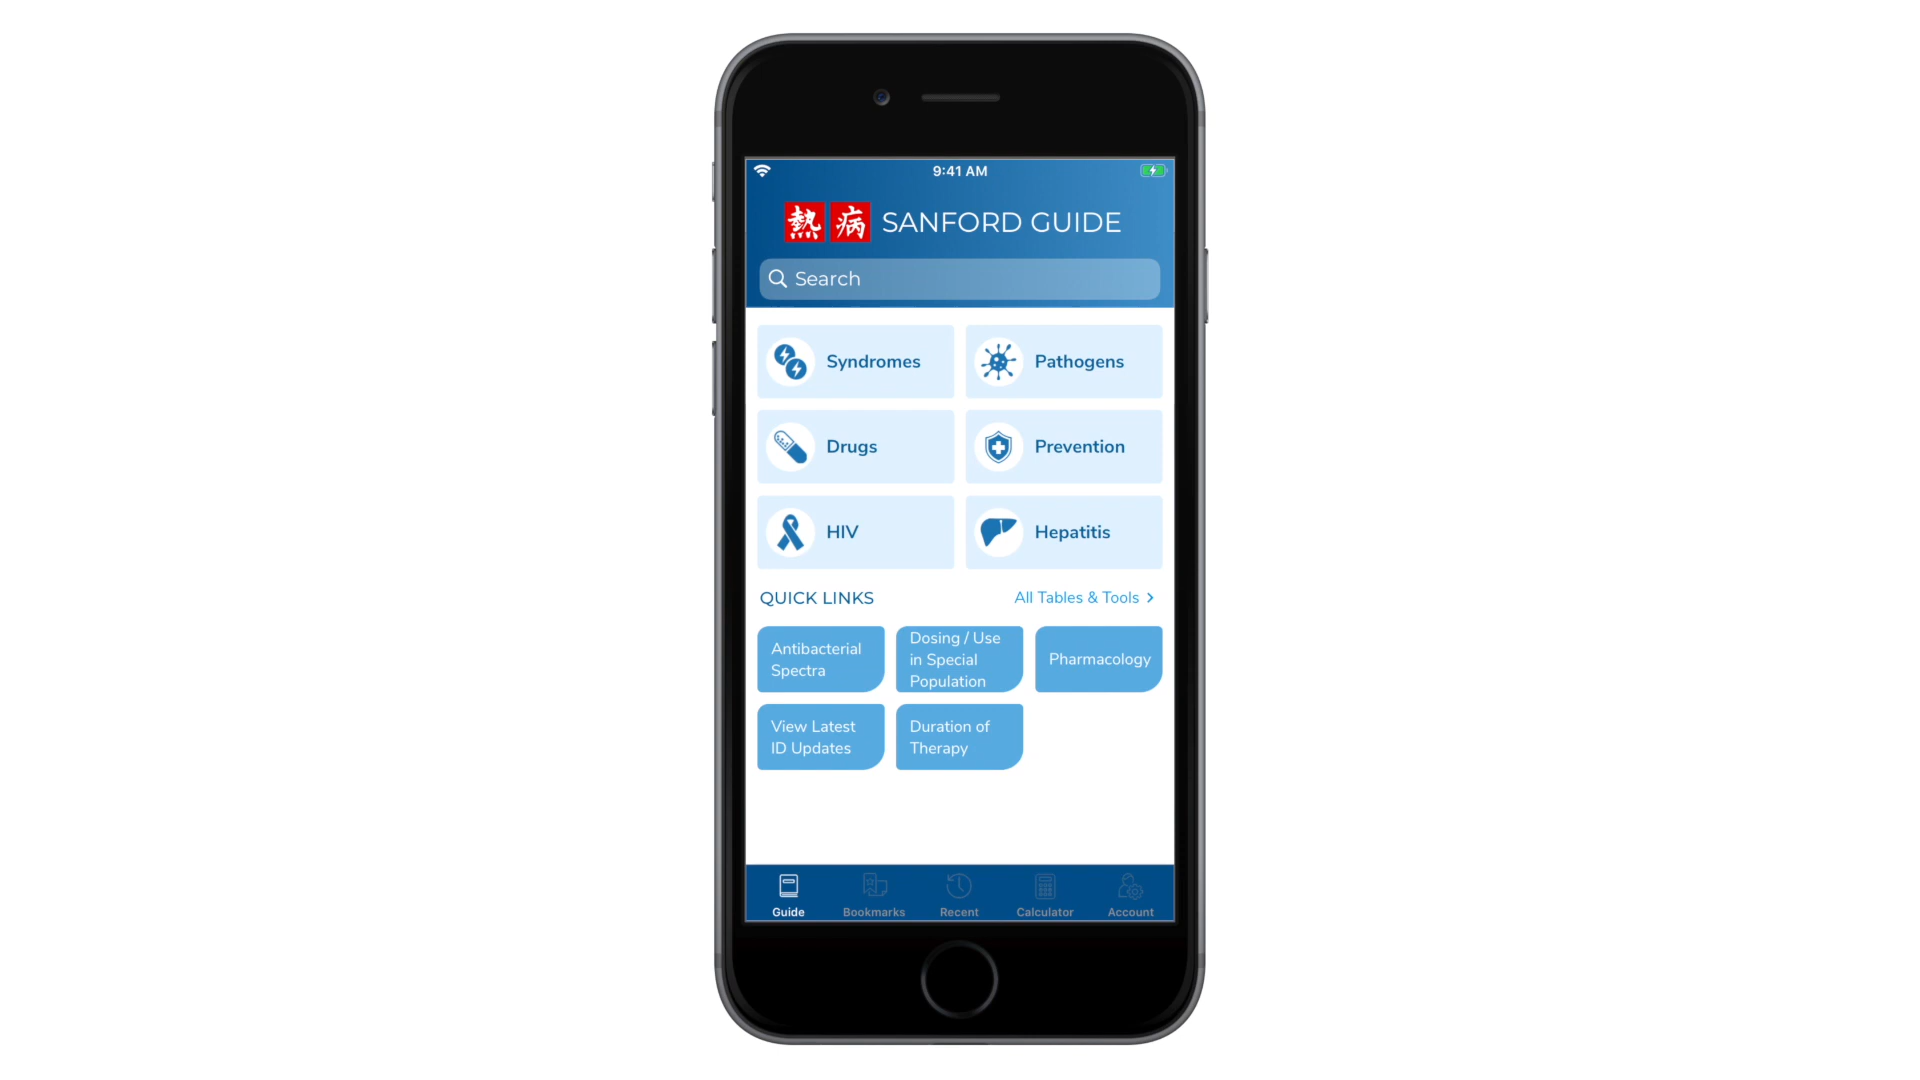 9:41 AM
熱病 SANFORD GUIDE
Search
Syndromes
Pathogens
Drugs
Prevention
HIV
Hepatitis
QUICK LINKS
All Tables & Tools >
Antibacterial
Spectra
Dosing / Use
in Special
Population
Pharmacology
View Latest
ID Updates
Duration of
Therapy
Guide
Bookmarks
Recent
Calculator
Account